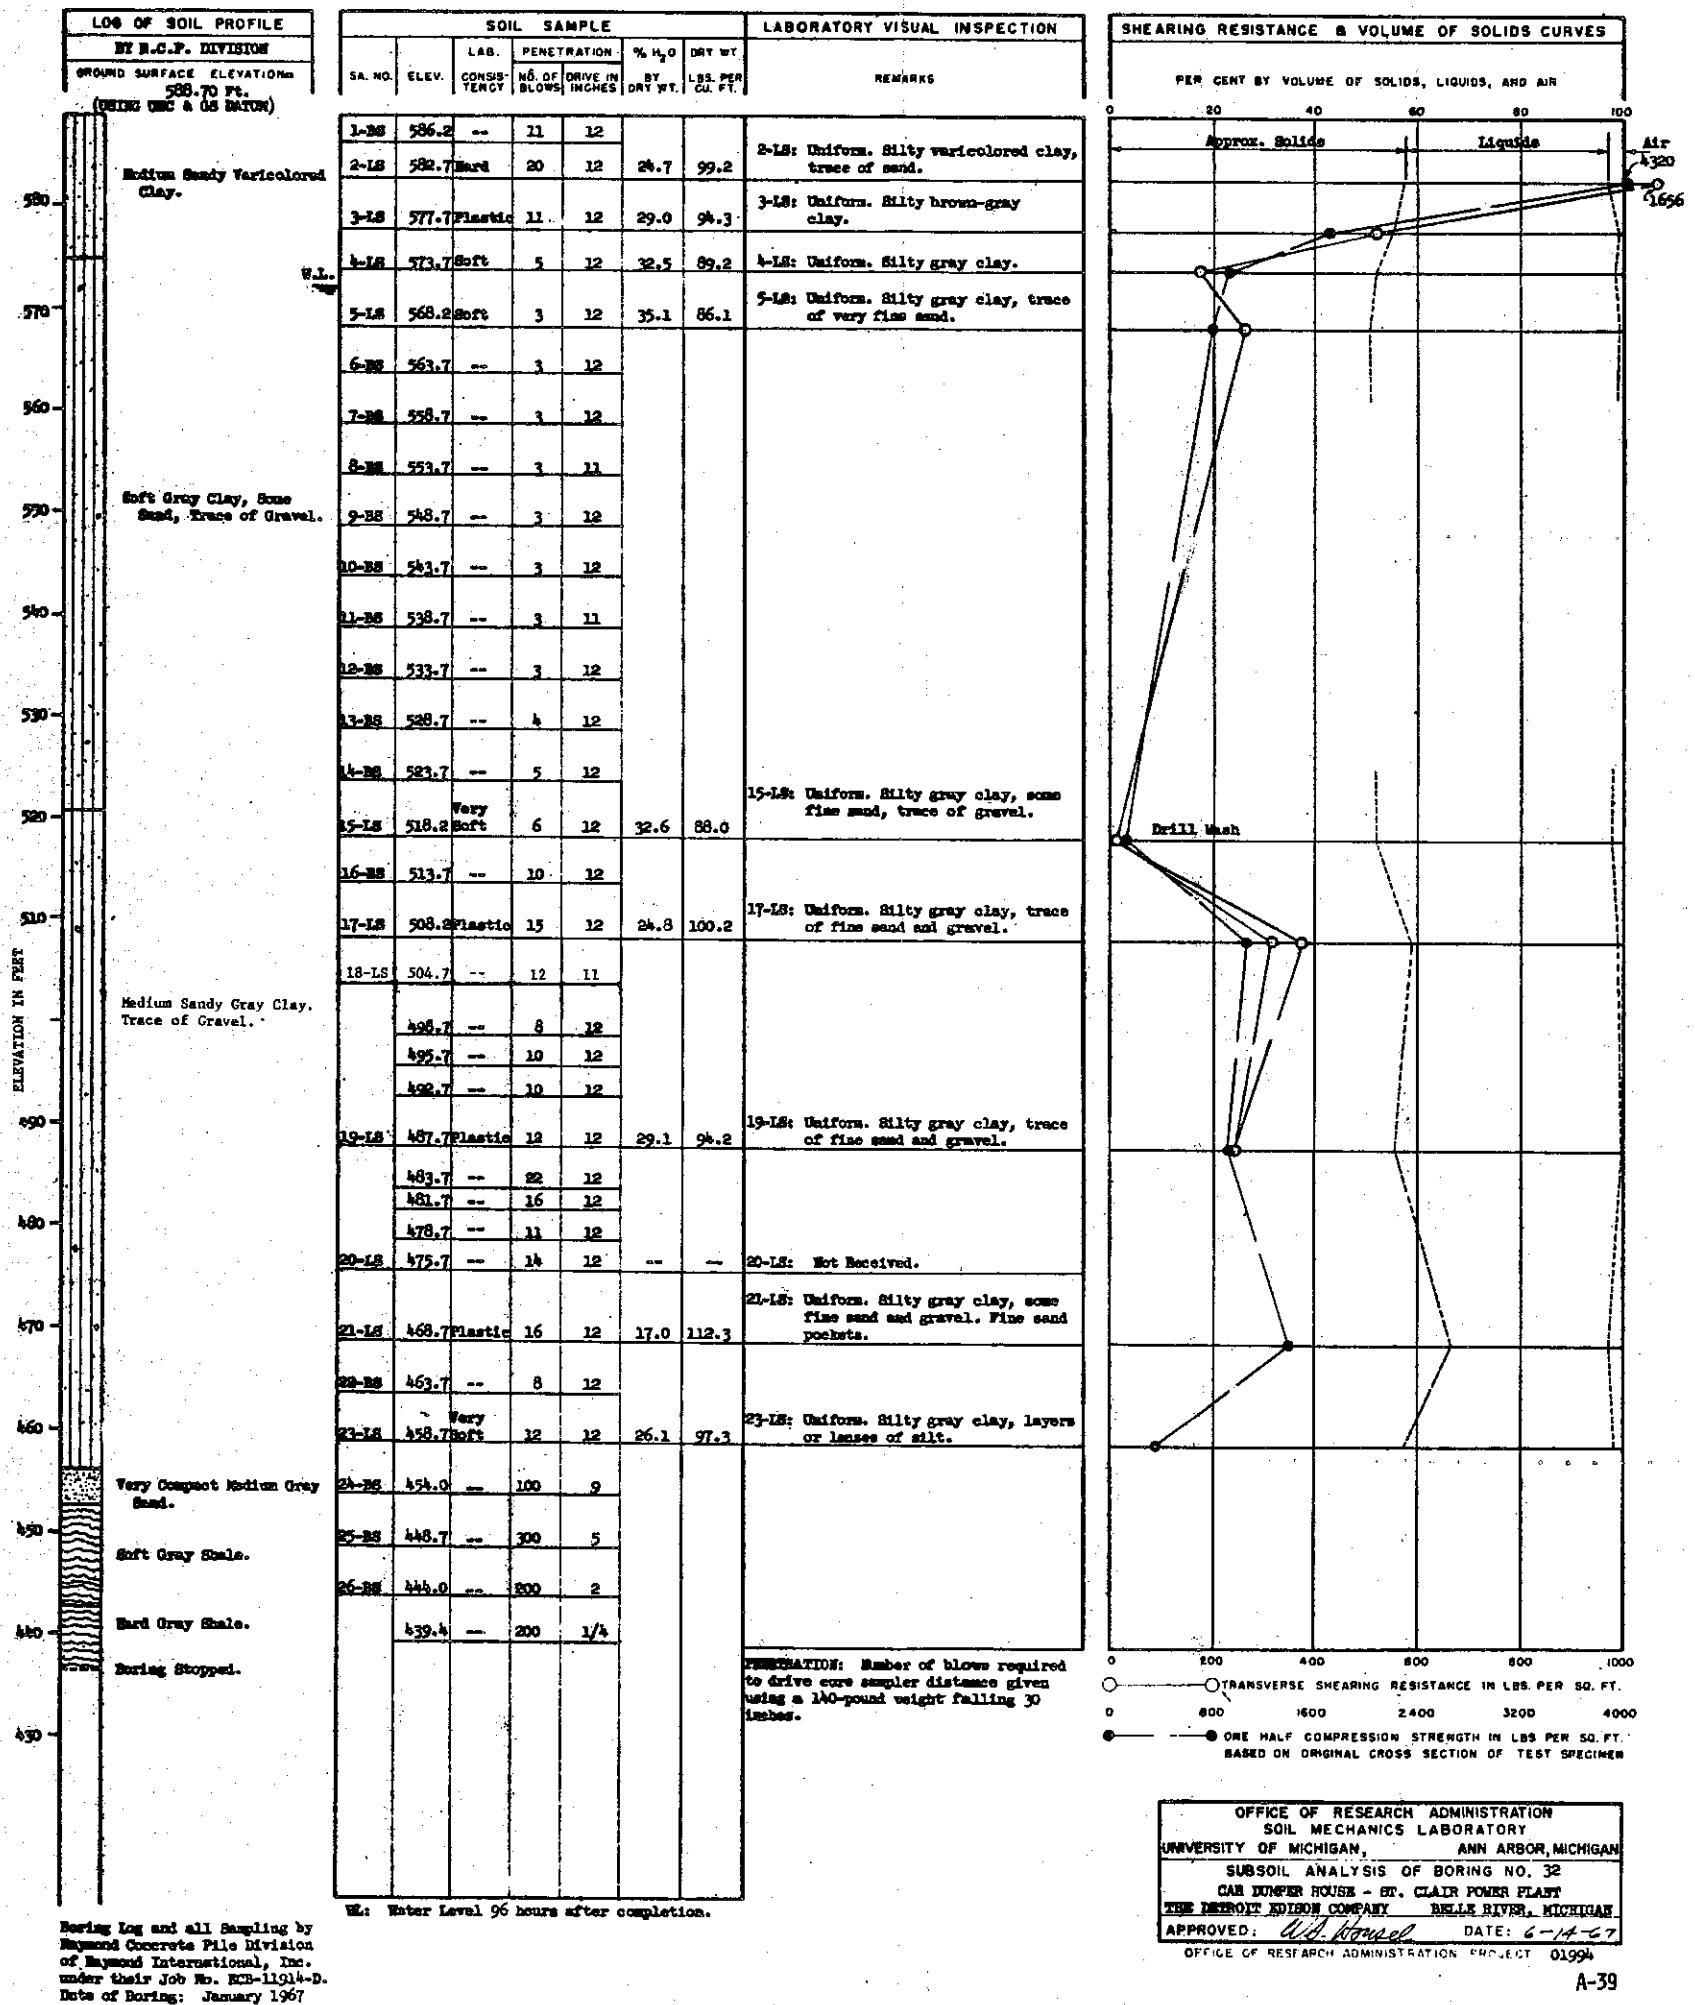 LOG OF SOIL PROFILE
BY R.C.P. DIVISION
GROUND SURFACE ELEVATION=
588.70 Ft.
(USING USC & GS DATUM)
SOIL SAMPLE
SA. NO. ELEV. LAB. CONSISTENCY PENETRATION NO. OF BLOWS DRIVE IN INCHES % H2O BY DRY WT. DRY WT. LBS. PER CU. FT.
LABORATORY VISUAL INSPECTION
REMARKS
SHEARING RESISTANCE & VOLUME OF SOLIDS CURVES
PER CENT BY VOLUME OF SOLIDS, LIQUIDS, AND AIR
0 20 40 60 80 100
Approx. Solids Liquids Air
4320
1656
Medium Sandy Varicolored
Clay.
W.L.
Soft Gray Clay, Some
Sand, Trace of Gravel.
Medium Sandy Gray Clay.
Trace of Gravel.
Very Compact Medium Gray
Sand.
Soft Gray Shale.
Hard Gray Shale.
Boring Stopped.
ELEVATION IN FEET
580
570
560
550
540
530
520
510
490
480
470
460
450
440
430
1-BS 586.2 -- 11 12
2-LS 582.7 Hard 20 12 24.7 99.2
3-LS 577.7 Plastic 11 12 29.0 94.3
4-LS 573.7 Soft 5 12 32.5 89.2
5-LS 568.2 Soft 3 12 35.1 86.1
6-BS 563.7 -- 3 12
7-BS 558.7 -- 3 12
8-BS 553.7 -- 3 11
9-BS 548.7 -- 3 12
10-BS 543.7 -- 3 12
11-BS 538.7 -- 3 11
12-BS 533.7 -- 3 12
13-BS 528.7 -- 4 12
14-BS 523.7 -- 5 12
15-LS 518.2 Very Soft 6 12 32.6 88.0
16-BS 513.7 -- 10 12
17-LS 508.2 Plastic 15 12 24.8 100.2
18-LS 504.7 -- 12 11
498.7 -- 8 12
495.7 -- 10 12
492.7 -- 10 12
19-LS 487.7 Plastic 12 12 29.1 94.2
483.7 -- 22 12
481.7 -- 16 12
478.7 -- 11 12
20-LS 475.7 -- 14 12 -- --
21-LS 468.7 Plastic 16 12 17.0 112.3
22-BS 463.7 -- 8 12
23-LS 458.7 Very Soft 12 12 26.1 97.3
24-BS 454.0 -- 100 9
25-BS 448.7 -- 300 5
26-BS 444.0 -- 200 2
439.4 -- 200 1/4
2-LS: Uniform. Silty varicolored clay,
trace of sand.
3-LS: Uniform. Silty brown-gray
clay.
4-LS: Uniform. Silty gray clay.
5-LS: Uniform. Silty gray clay, trace
of very fine sand.
15-LS: Uniform. Silty gray clay, some
fine sand, trace of gravel.
17-LS: Uniform. Silty gray clay, trace
of fine sand and gravel.
19-LS: Uniform. Silty gray clay, trace
of fine sand and gravel.
20-LS: Not Received.
21-LS: Uniform. Silty gray clay, some
fine sand and gravel. Fine sand
pockets.
23-LS: Uniform. Silty gray clay, layers
or lenses of silt.
Drill Wash
PENETRATION: Number of blows required
to drive core sampler distance given
using a 140-pound weight falling 30
inches.
0 200 400 600 800 1000
TRANSVERSE SHEARING RESISTANCE IN LBS. PER SQ. FT.
0 800 1600 2400 3200 4000
ONE HALF COMPRESSION STRENGTH IN LBS PER SQ. FT.
BASED ON ORIGINAL CROSS SECTION OF TEST SPECIMEN
WL: Water Level 96 hours after completion.
Boring Log and all Sampling by
Raymond Concrete Pile Division
of Raymond International, Inc.
under their Job No. RCB-11914-D.
Date of Boring: January 1967
OFFICE OF RESEARCH ADMINISTRATION
SOIL MECHANICS LABORATORY
UNIVERSITY OF MICHIGAN, ANN ARBOR, MICHIGAN
SUBSOIL ANALYSIS OF BORING NO. 32
CAR DUMPER HOUSE - ST. CLAIR POWER PLANT
THE DETROIT EDISON COMPANY BELLE RIVER, MICHIGAN
APPROVED: W.S. Housel DATE: 6-14-67
OFFICE OF RESEARCH ADMINISTRATION PROJECT 01994
A-39